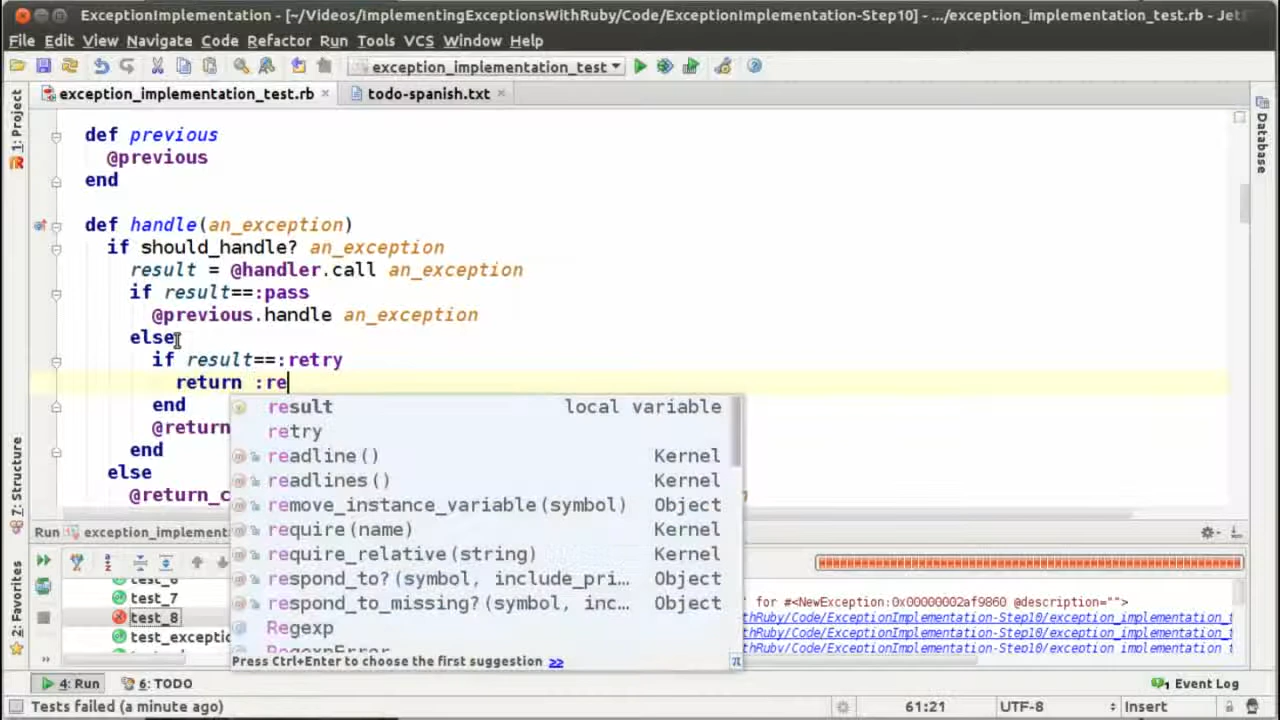 ExceptionImplementation - [~/Videos/ImplementingExceptionsWithRuby/Code/ExceptionImplementation-Step10] - .../exception_implementation_test.rb - Jet
File Edit View Navigate Code Refactor Run Tools VCS Window Help
exception_implementation_test
exception_implementation_test.rb todo-spanish.txt
1: Project
Database
def previous
@previous
end
def handle(an_exception)
if should_handle? an_exception
result = @handler.call an_exception
if result==:pass
@previous.handle an_exception
else
if result==:retry
return :re
end
@return
end
else
@return_c
result local variable
retry
readline() Kernel
readlines() Kernel
remove_instance_variable(symbol) Object
require(name) Kernel
require_relative(string) Kernel
respond_to?(symbol, include_pri... Object
respond_to_missing?(symbol, inc... Object
Regexp
RegexpError
Press Ctrl+Enter to choose the first suggestion >>
7: Structure
2: Favorites
Run exception_implement
test_6
test_7
test_8
test_exceptio
" for #<NewException:0x00000002af9860 @description="">
thRuby/Code/ExceptionImplementation-Step10/exception_implementation_t
thRuby/Code/ExceptionImplementation-Step10/exception_implementation_t
thRuby/Code/ExceptionImplementation-Step10/exception_implementation_t
4: Run 6: TODO Event Log
Tests failed (a minute ago) 61:21 UTF-8 Insert